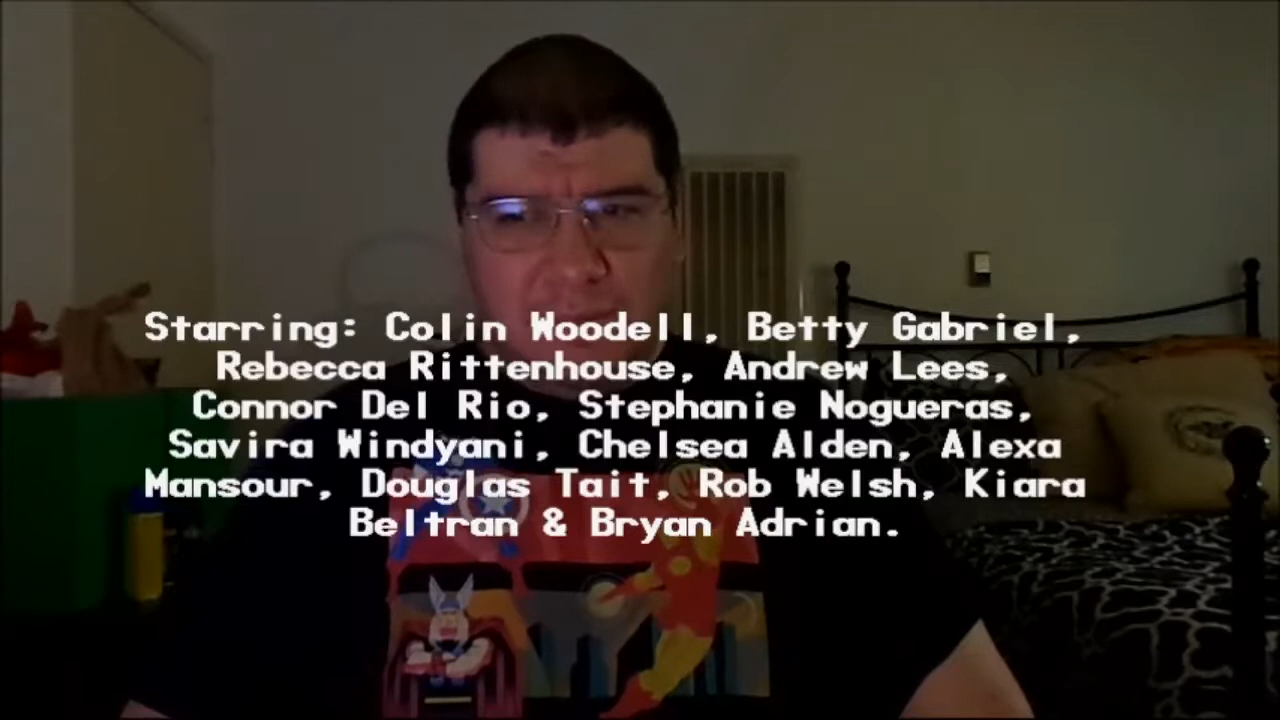 Starring: Colin Woodell, Betty Gabriel,
Rebecca Rittenhouse, Andrew Lees,
Connor Del Rio, Stephanie Nogueras,
Savira Windyani, Chelsea Alden, Alexa
Mansour, Douglas Tait, Rob Welsh, Kiara
Beltran & Bryan Adrian.